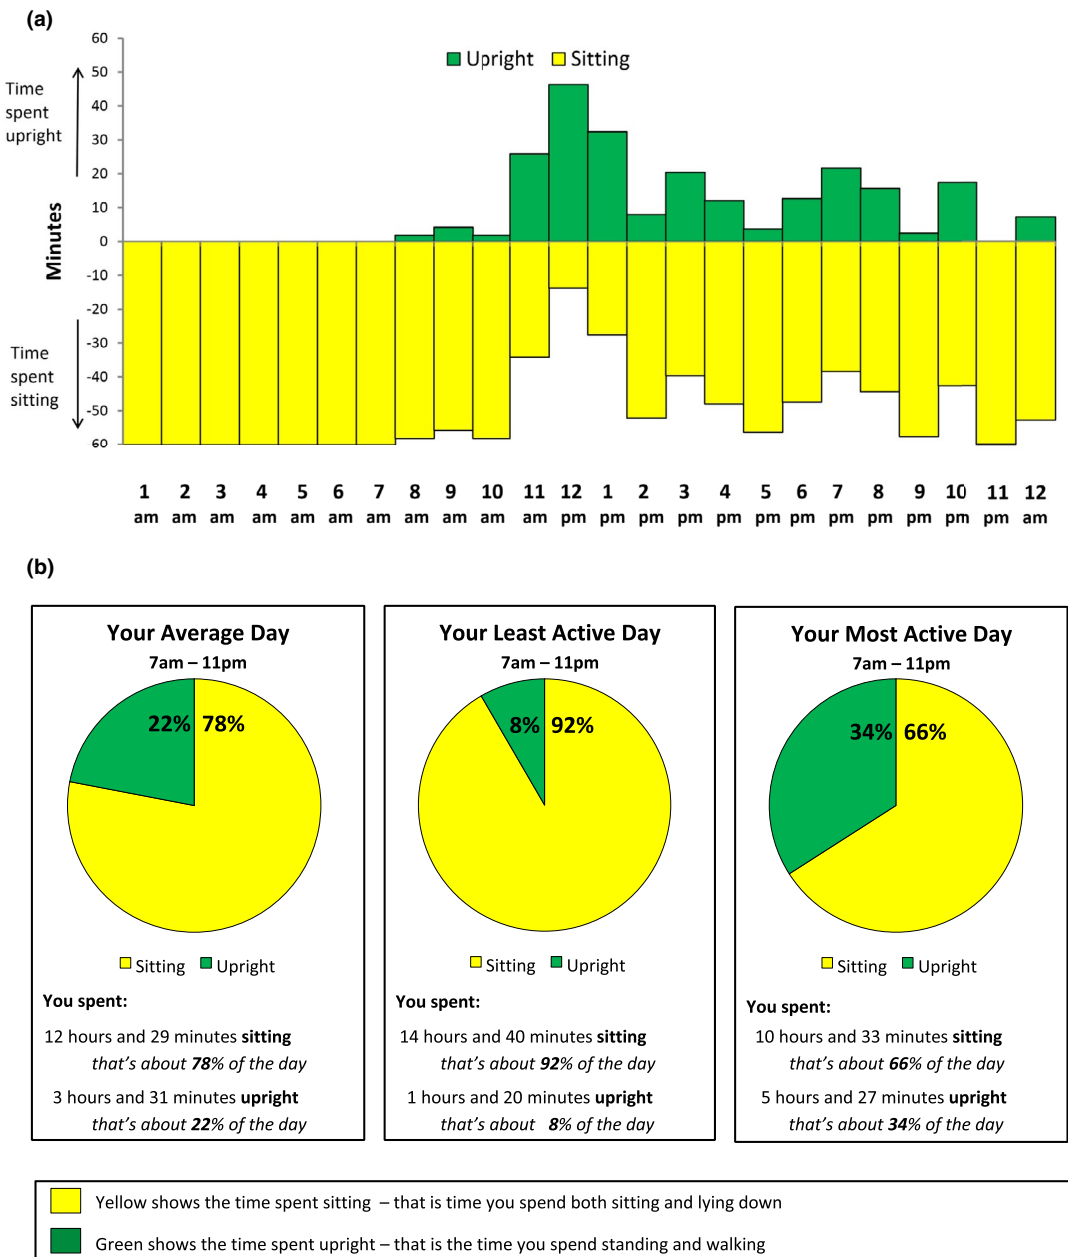 (a)
60
Upright Sitting
50
Time
spent
upright
40
30
20
10
0
Minutes
-10
-20
-30
Time
spent
sitting
-40
-50
60
1 2 3 4 5 6 7 8 9 10 11 12 1 2 3 4 5 6 7 8 9 10 11 12
am am am am am am am am am am am pm pm pm pm pm pm pm pm pm pm pm pm am
(b)
Your Average Day
7am – 11pm
22% 78%
Sitting Upright
You spent:
12 hours and 29 minutes sitting
that's about 78% of the day
3 hours and 31 minutes upright
that's about 22% of the day
Your Least Active Day
7am – 11pm
8% 92%
Sitting Upright
You spent:
14 hours and 40 minutes sitting
that's about 92% of the day
1 hours and 20 minutes upright
that's about 8% of the day
Your Most Active Day
7am – 11pm
34% 66%
Sitting Upright
You spent:
10 hours and 33 minutes sitting
that's about 66% of the day
5 hours and 27 minutes upright
that's about 34% of the day
Yellow shows the time spent sitting – that is time you spend both sitting and lying down
Green shows the time spent upright – that is the time you spend standing and walking